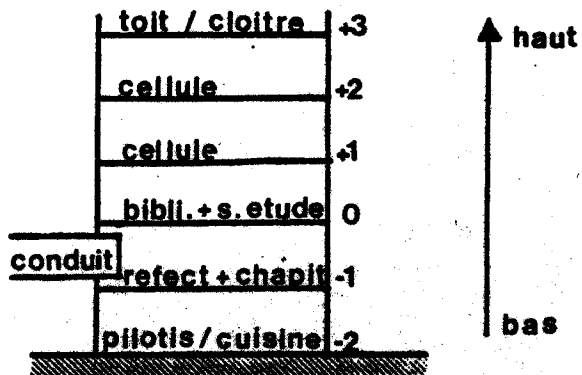 toit / cloitre +3
haut
cellule +2
cellule +1
bibli. + s. etude 0
conduit
refect + chapit -1
bas
pilotis / cuisine -2